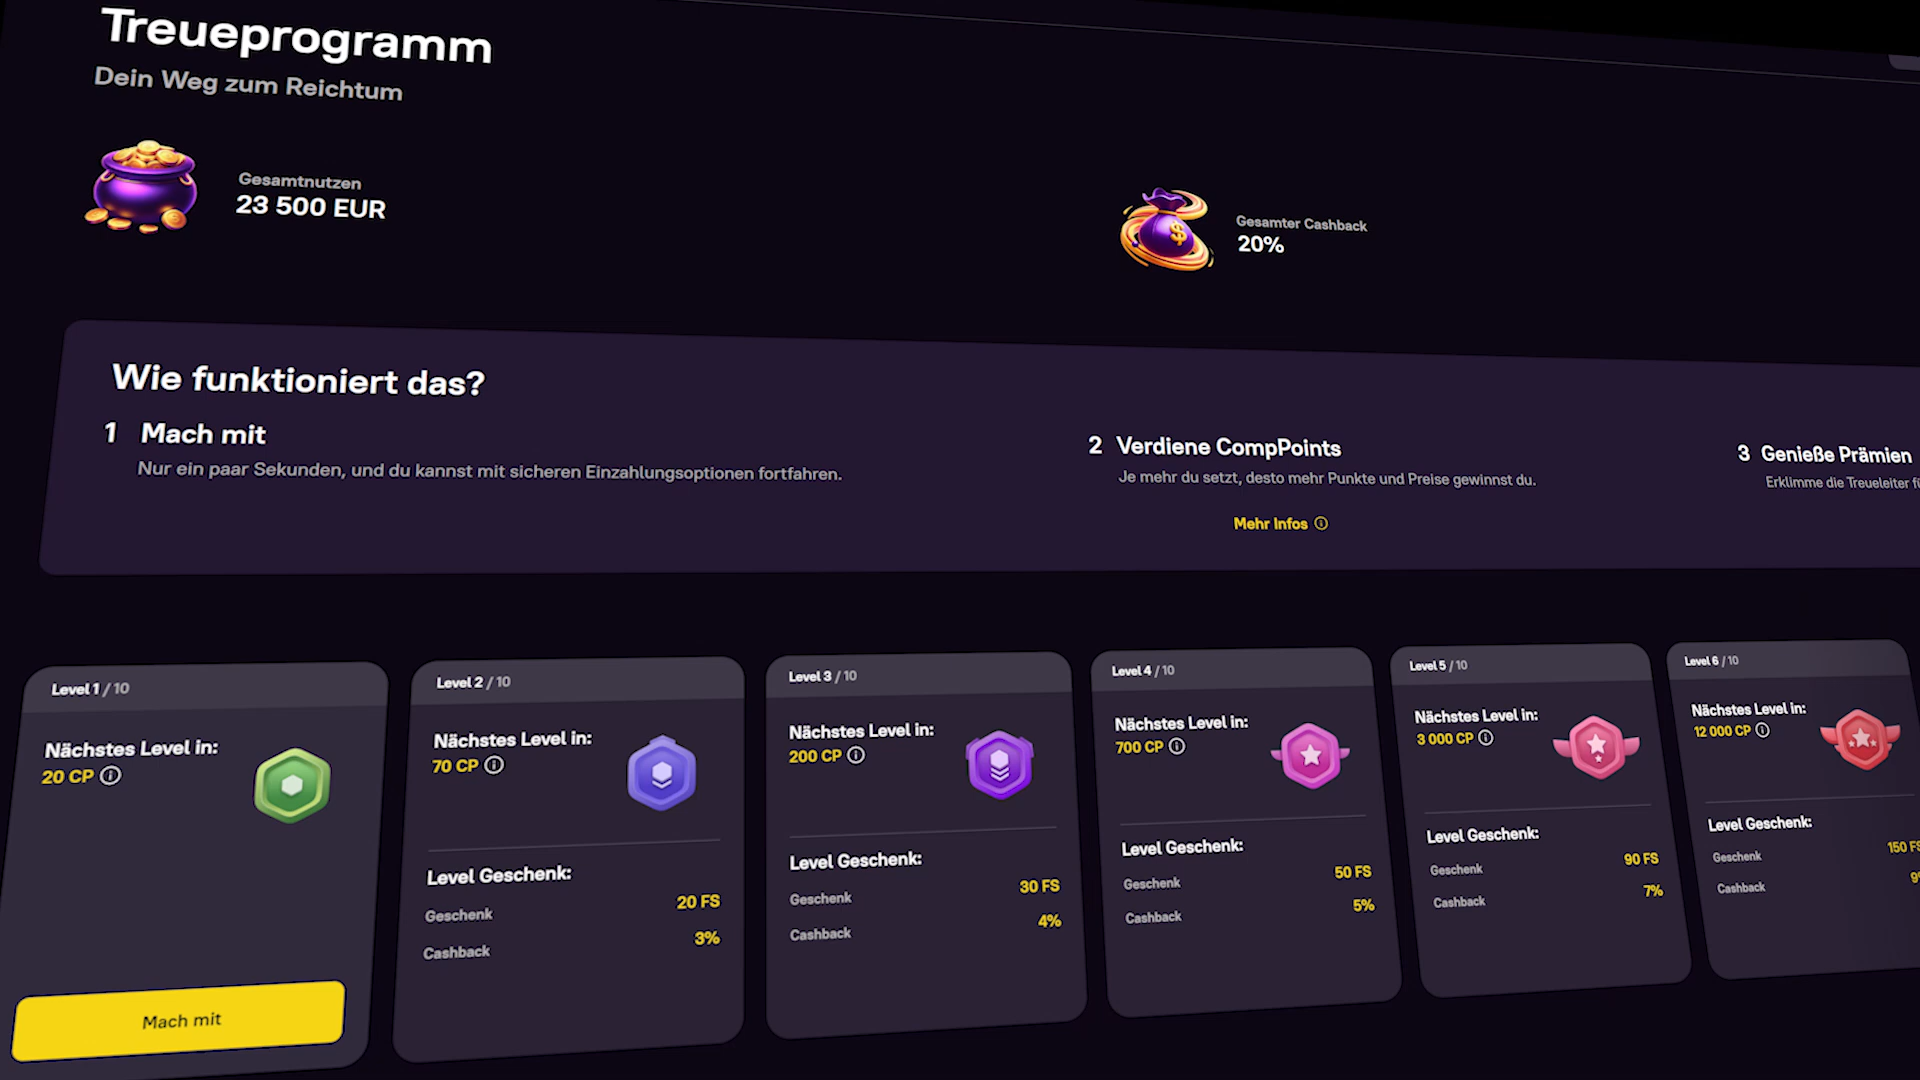 Treueprogramm
Dein Weg zum Reichtum
Gesamtnutzen
23 500 EUR
Gesamter Cashback
20%
Wie funktioniert das?
1 Mach mit
Nur ein paar Sekunden, und du kannst mit sicheren Einzahlungsoptionen fortfahren.
2 Verdiene CompPoints
Je mehr du setzt, desto mehr Punkte und Preise gewinnst du.
Mehr Infos
3 Genieße Prämien
Erklimme die Treueleiter
Level 1 / 10
Nächstes Level in:
20 CP
Mach mit
Level 2 / 10
Nächstes Level in:
70 CP
Level Geschenk:
Geschenk 20 FS
Cashback 3%
Level 3 / 10
Nächstes Level in:
200 CP
Level Geschenk:
Geschenk 30 FS
Cashback 4%
Level 4 / 10
Nächstes Level in:
700 CP
Level Geschenk:
Geschenk 50 FS
Cashback 5%
Level 5 / 10
Nächstes Level in:
3 000 CP
Level Geschenk:
Geschenk 90 FS
Cashback 7%
Level 6 / 10
Nächstes Level in:
12 000 CP
Level Geschenk:
Geschenk 150 FS
Cashback